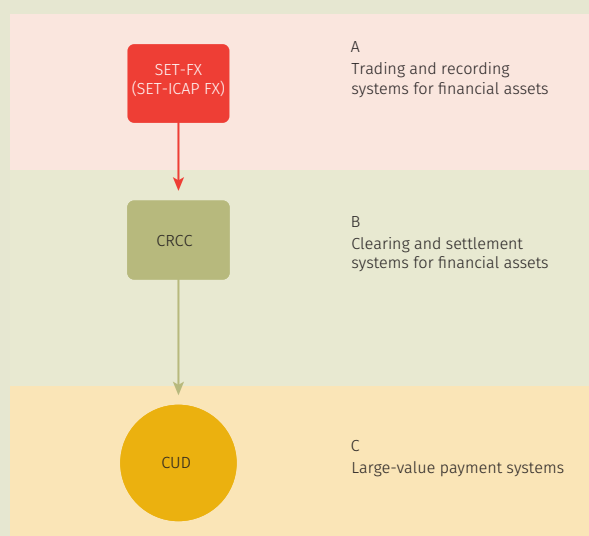 SET-FX
(SET-ICAP FX)
A
Trading and recording
systems for financial assets
CRCC
B
Clearing and settlement
systems for financial assets
CUD
C
Large-value payment systems